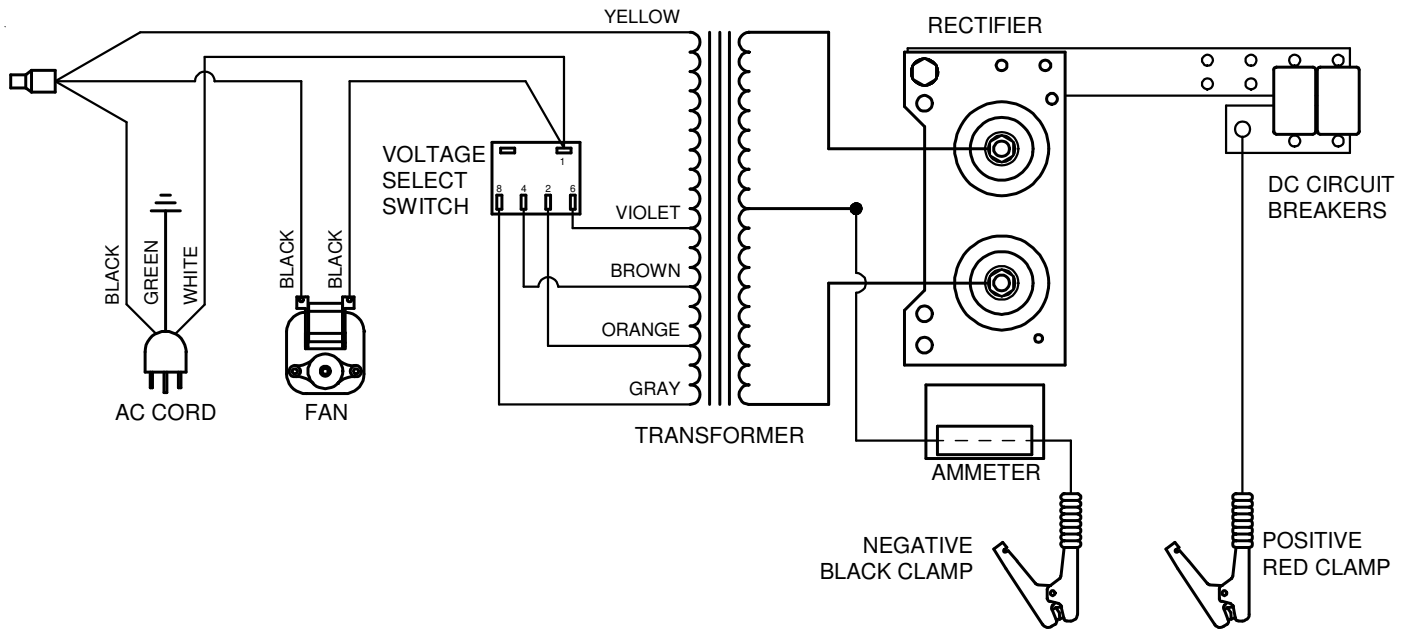 YELLOW
RECTIFIER
VOLTAGE
SELECT
SWITCH
1
8 4 2 6
VIOLET
BROWN
ORANGE
GRAY
DC CIRCUIT
BREAKERS
BLACK
GREEN
WHITE
BLACK
BLACK
AC CORD
FAN
TRANSFORMER
AMMETER
NEGATIVE
BLACK CLAMP
POSITIVE
RED CLAMP